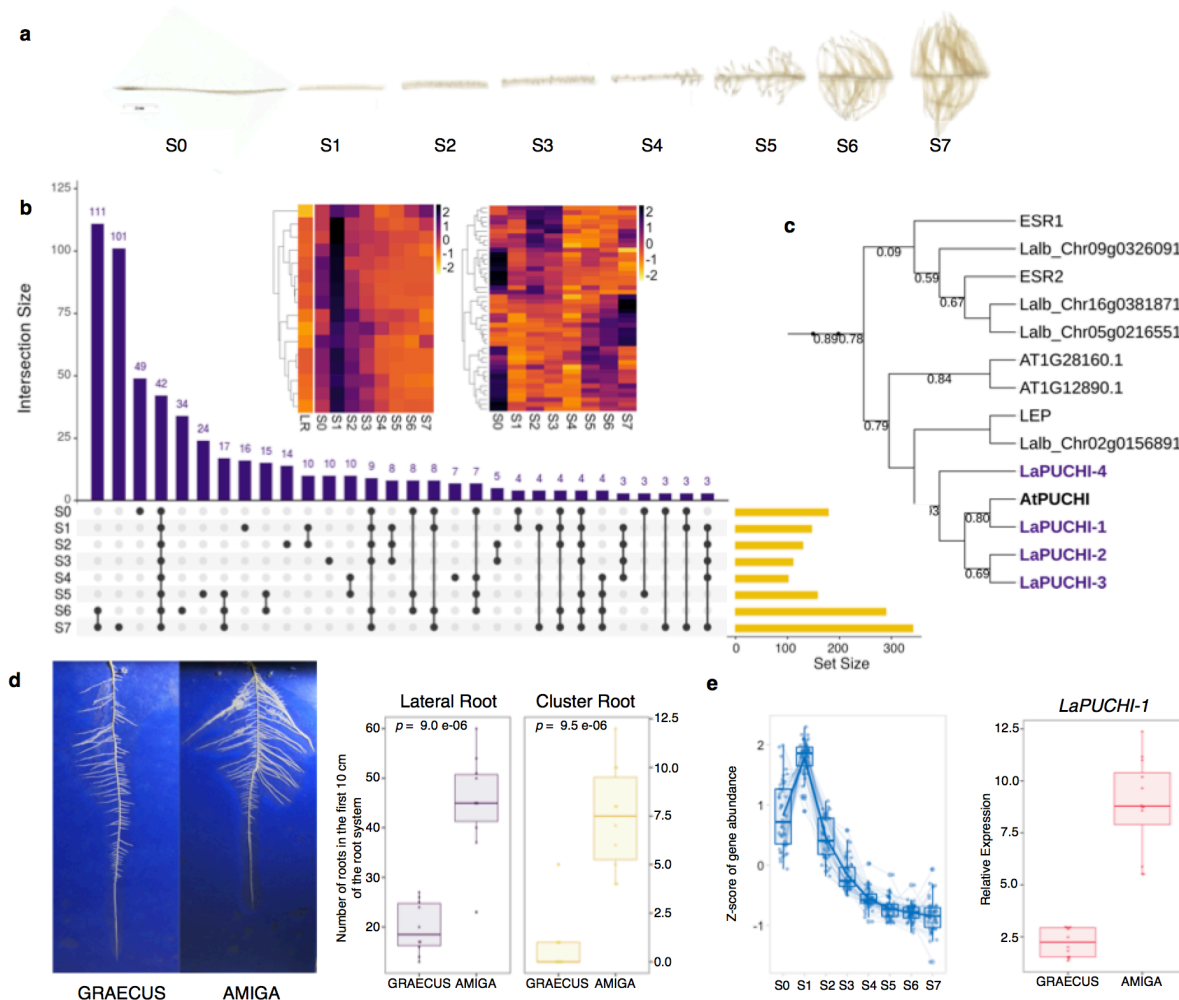 a
S0 S1 S2 S3 S4 S5 S6 S7
b
Intersection Size
125
100
75
50
25
0
111 101 49 42 34 24 17 16 15 14 10 10 10 9 8 8 8 7 7 5 4 4 4 4 4 3 3 3 3 3
2
1
0
-1
-2
LR S0 S1 S2 S3 S4 S5 S6 S7
2
1
0
-1
-2
S0 S1 S2 S3 S4 S5 S6 S7
S0
S1
S2
S3
S4
S5
S6
S7
0 100 200 300
Set Size
c
ESR1
Lalb_Chr09g0326091
ESR2
Lalb_Chr16g0381871
Lalb_Chr05g0216551
AT1G28160.1
AT1G12890.1
LEP
Lalb_Chr02g0156891
LaPUCHI-4
AtPUCHI
LaPUCHI-1
LaPUCHI-2
LaPUCHI-3
0.09
0.59
0.67
0.89 0.78
0.84
0.79
0.80
0.69
d
GRAECUS AMIGA
Lateral Root Cluster Root
p = 9.0 e-06 p = 9.5 e-06
Number of roots in the first 10 cm
of the root system
60
50
40
30
20
12.5
10.0
7.5
5.0
2.5
0.0
GRAECUS AMIGA GRAECUS AMIGA
e
Z-score of gene abundance
2
1
0
-1
S0 S1 S2 S3 S4 S5 S6 S7
LaPUCHI-1
Relative Expression
12.5
10.0
7.5
5.0
2.5
GRAECUS AMIGA